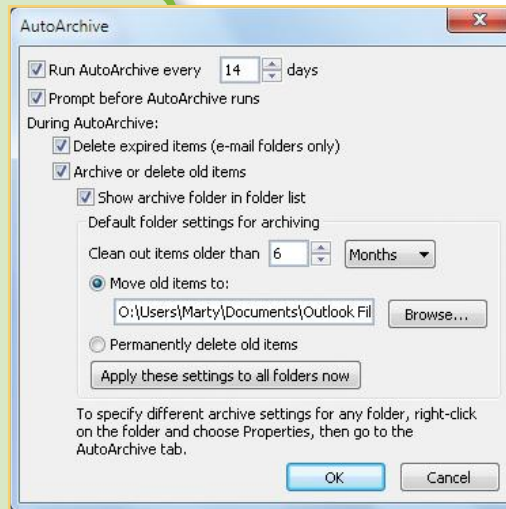 AutoArchive
Run AutoArchive every 14 days
Prompt before AutoArchive runs
During AutoArchive:
Delete expired items (e-mail folders only)
Archive or delete old items
Show archive folder in folder list
Default folder settings for archiving
Clean out items older than 6 Months
Move old items to:
O:\Users\Marty\Documents\Outlook Fil Browse...
Permanently delete old items
Apply these settings to all folders now
To specify different archive settings for any folder, right-click
on the folder and choose Properties, then go to the
AutoArchive tab.
OK Cancel